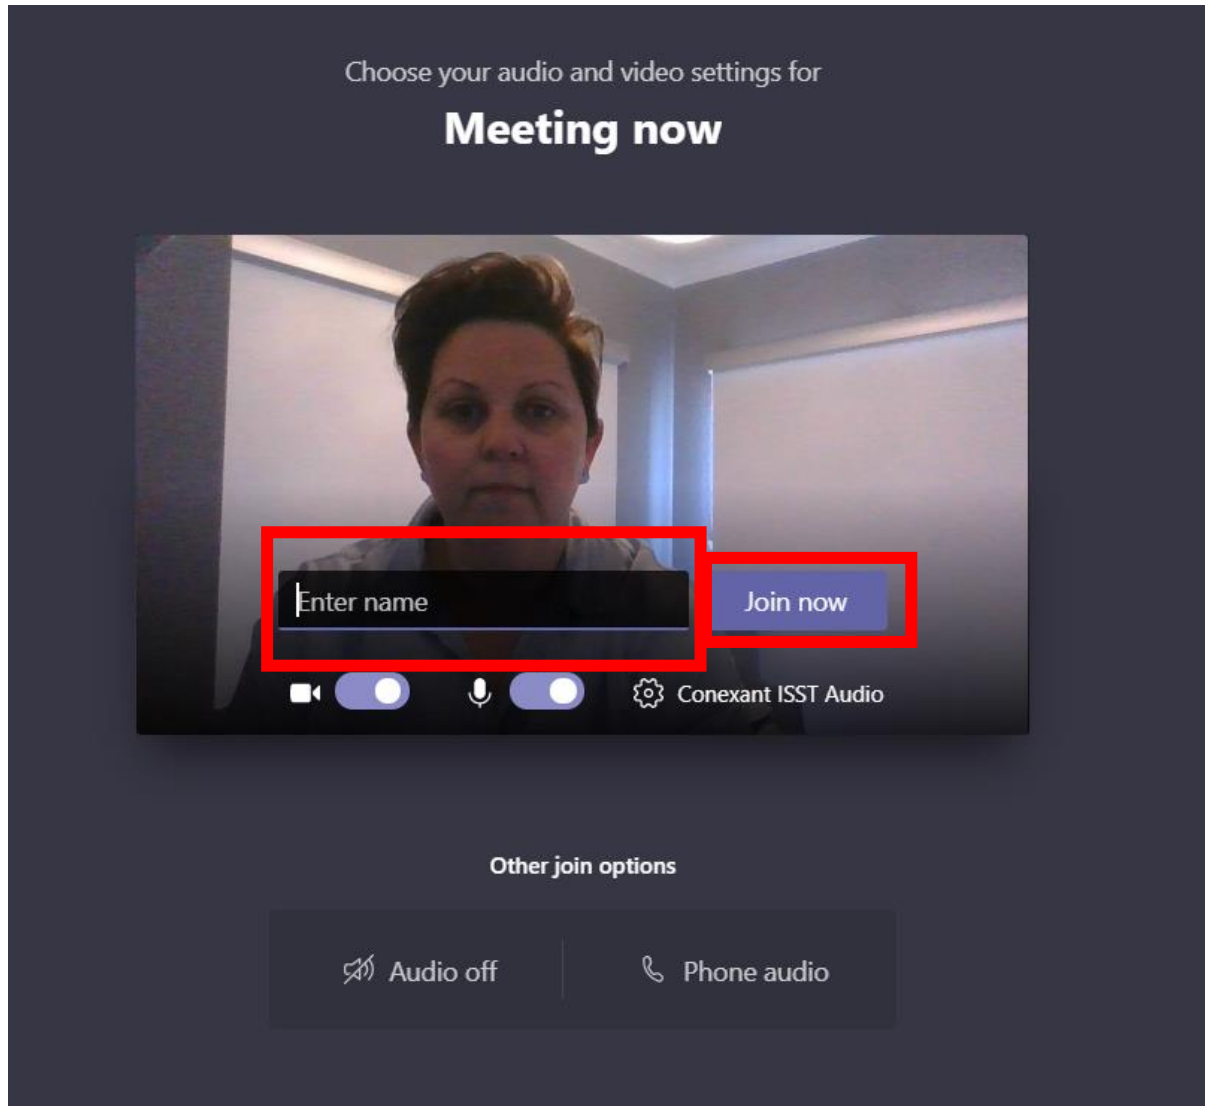 Choose your audio and video settings for
Meeting now
Enter name
Join now
Conexant ISST Audio
Other join options
Audio off
Phone audio